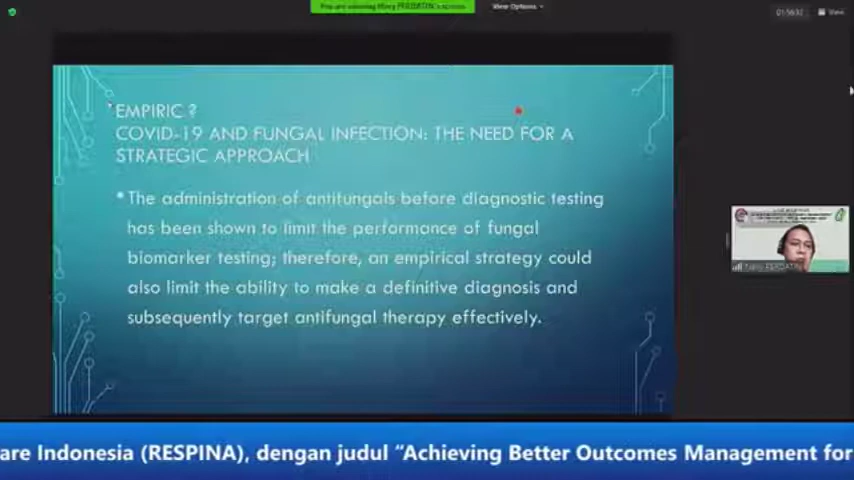 View Options
View
EMPIRIC ?
COVID-19 AND FUNGAL INFECTION: THE NEED FOR A
STRATEGIC APPROACH
The administration of antifungals before diagnostic testing
has been shown to limit the performance of fungal
biomarker testing; therefore, an empirical strategy could
also limit the ability to make a definitive diagnosis and
subsequently target antifungal therapy effectively.
are Indonesia (RESPINA), dengan judul “Achieving Better Outcomes Management for